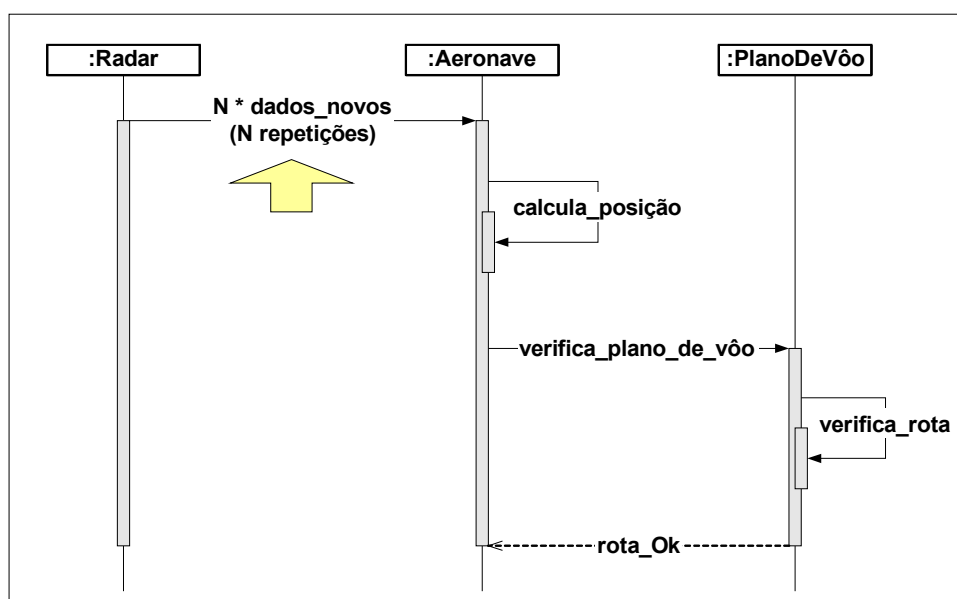 :Radar
:Aeronave
:PlanoDeVôo
N * dados_novos
(N repetições)
calcula_posição
verifica_plano_de_vôo
verifica_rota
rota_Ok